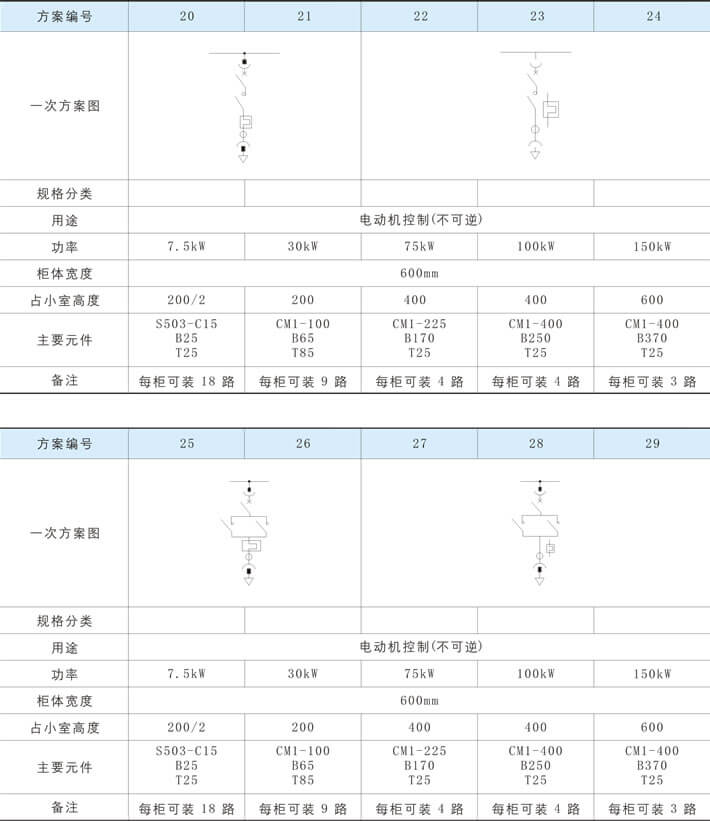 方案编号 20 21 22 23 24
一次方案图
规格分类
用途 电动机控制(不可逆)
功率 7.5kW 30kW 75kW 100kW 150kW
柜体宽度 600mm
占小室高度 200/2 200 400 400 600
主要元件
S503-C15 CM1-100 CM1-225 CM1-400 CM1-400
B25 B65 B170 B250 B370
T25 T85 T25 T25 T25
备注 每柜可装 18 路 每柜可装 9 路 每柜可装 4 路 每柜可装 4 路 每柜可装 3 路
方案编号 25 26 27 28 29
一次方案图
规格分类
用途 电动机控制(不可逆)
功率 7.5kW 30kW 75kW 100kW 150kW
柜体宽度 600mm
占小室高度 200/2 200 400 400 600
主要元件
S503-C15 CM1-100 CM1-225 CM1-400 CM1-400
B25 B65 B170 B250 B370
T25 T85 T25 T25 T25
备注 每柜可装 18 路 每柜可装 9 路 每柜可装 4 路 每柜可装 4 路 每柜可装 3 路